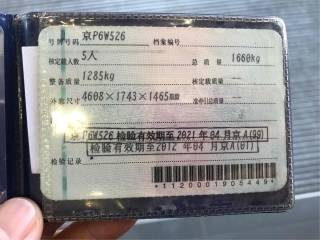 号牌号码 京P6W526 档案编号
核定载人数 5人 总质量 1660kg
整备质量 1285kg 核定载质量 --
外廓尺寸 4608×1743×1465 准牵引总质量 --
京P6W526 检验有效期至2021年04月京A(99)
检验有效期至2012年04月京A(01)
检验记录
*1120001905449*